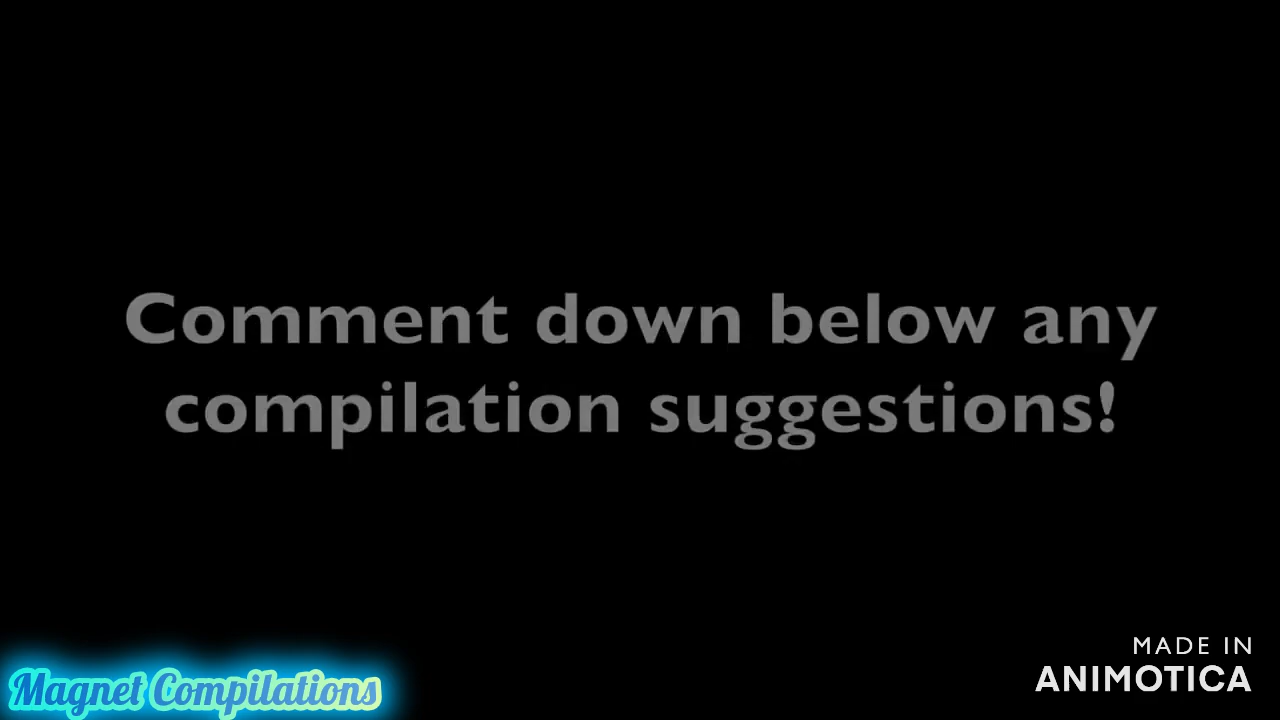 Comment down below any
compilation suggestions!
MADE IN
ANIMOTICA
Magnet Compilations